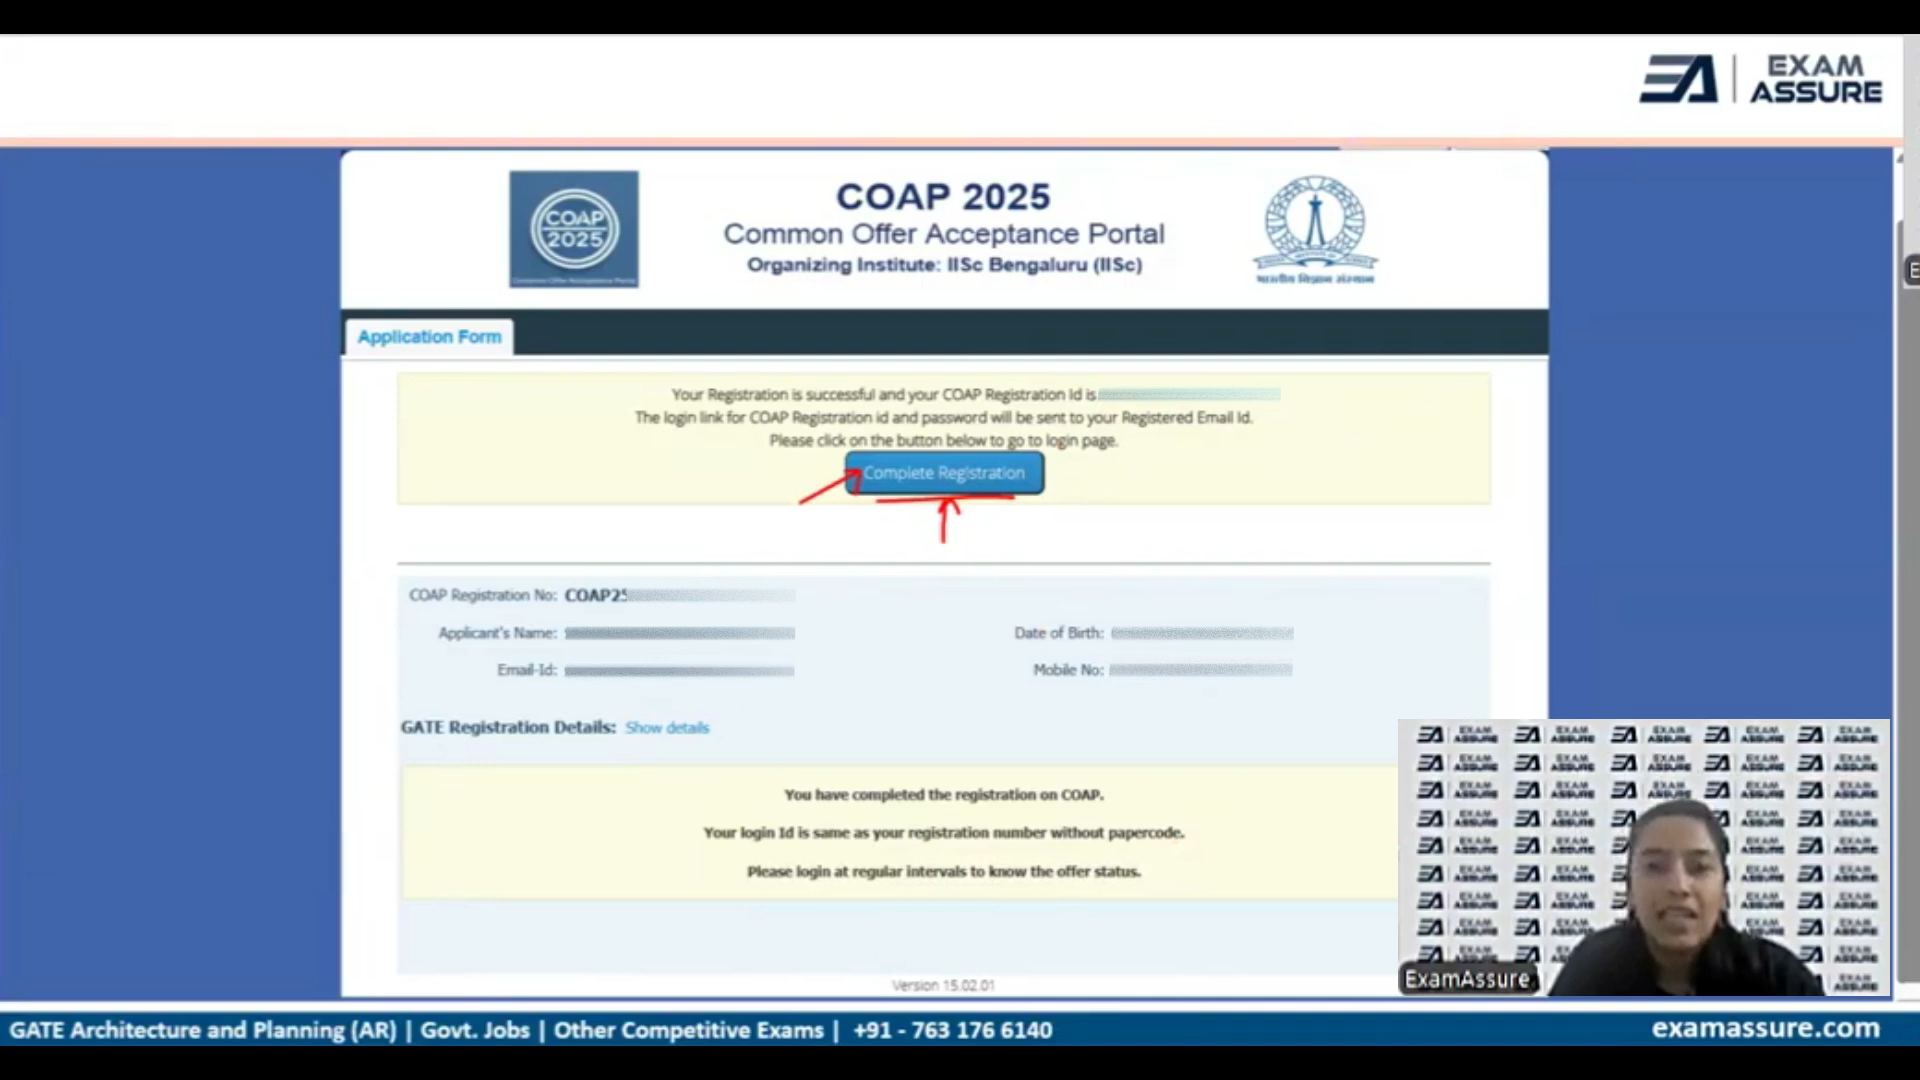 EXAM
ASSURE
COAP
2025
COAP 2025
Common Offer Acceptance Portal
Organizing Institute: IISc Bengaluru (IISc)
भारतीय विज्ञान संस्थान
Application Form
Your Registration is successful and your COAP Registration Id is
The login link for COAP Registration id and password will be sent to your Registered Email Id.
Please click on the button below to go to login page.
Complete Registration
COAP Registration No: COAP25
Applicant's Name:
Date of Birth:
Email-Id:
Mobile No:
GATE Registration Details: Show details
You have completed the registration on COAP.
Your login Id is same as your registration number without papercode.
Please login at regular intervals to know the offer status.
Version 15.02.01
ExamAssure
GATE Architecture and Planning (AR) | Govt. Jobs | Other Competitive Exams | +91 - 763 176 6140
examassure.com